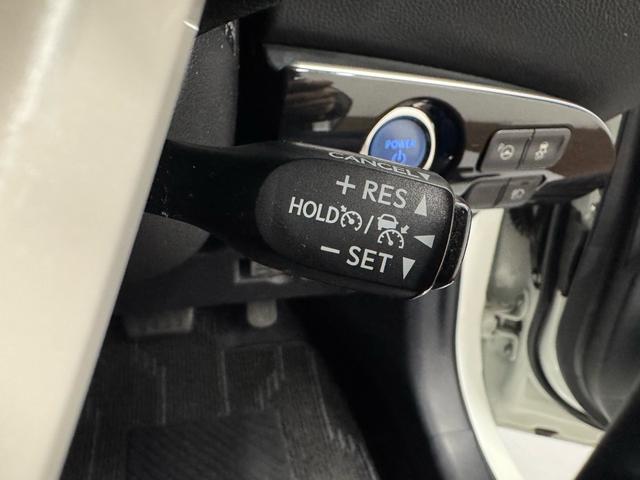 POWER
CANCEL
+ RES
HOLD /
− SET